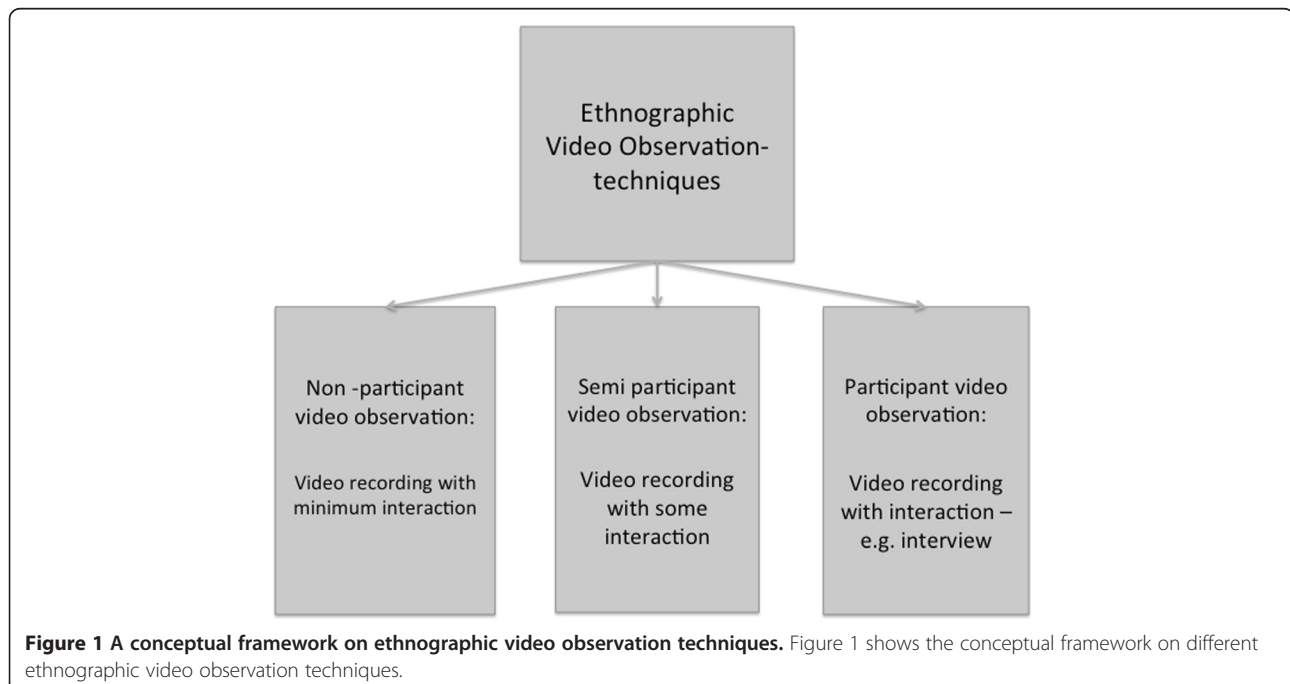 Ethnographic
Video Observation-
techniques
Non -participant
video observation:
Video recording with
minimum interaction
Semi participant
video observation:
Video recording
with some
interaction
Participant video
observation:
Video recording
with interaction –
e.g. interview
Figure 1 A conceptual framework on ethnographic video observation techniques. Figure 1 shows the conceptual framework on different
ethnographic video observation techniques.